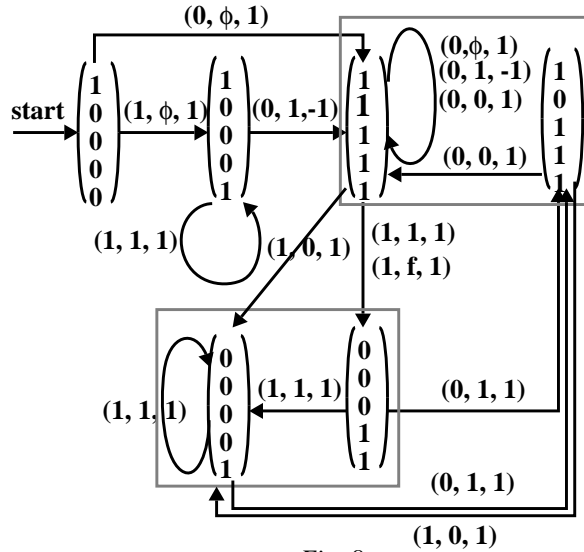 (0, ϕ, 1)
start
1
0
0
0
0
(1, ϕ, 1)
1
0
0
0
1
(0, 1,-1)
1
1
1
1
1
(0,ϕ, 1)
(0, 1, -1)
(0, 0, 1)
(0, 0, 1)
1
0
1
1
1
(1, 1, 1)
(1, 0, 1)
(1, 1, 1)
(1, f, 1)
(1, 1, 1)
0
0
0
0
1
(1, 1, 1)
0
0
0
1
1
(0, 1, 1)
(0, 1, 1)
(1, 0, 1)